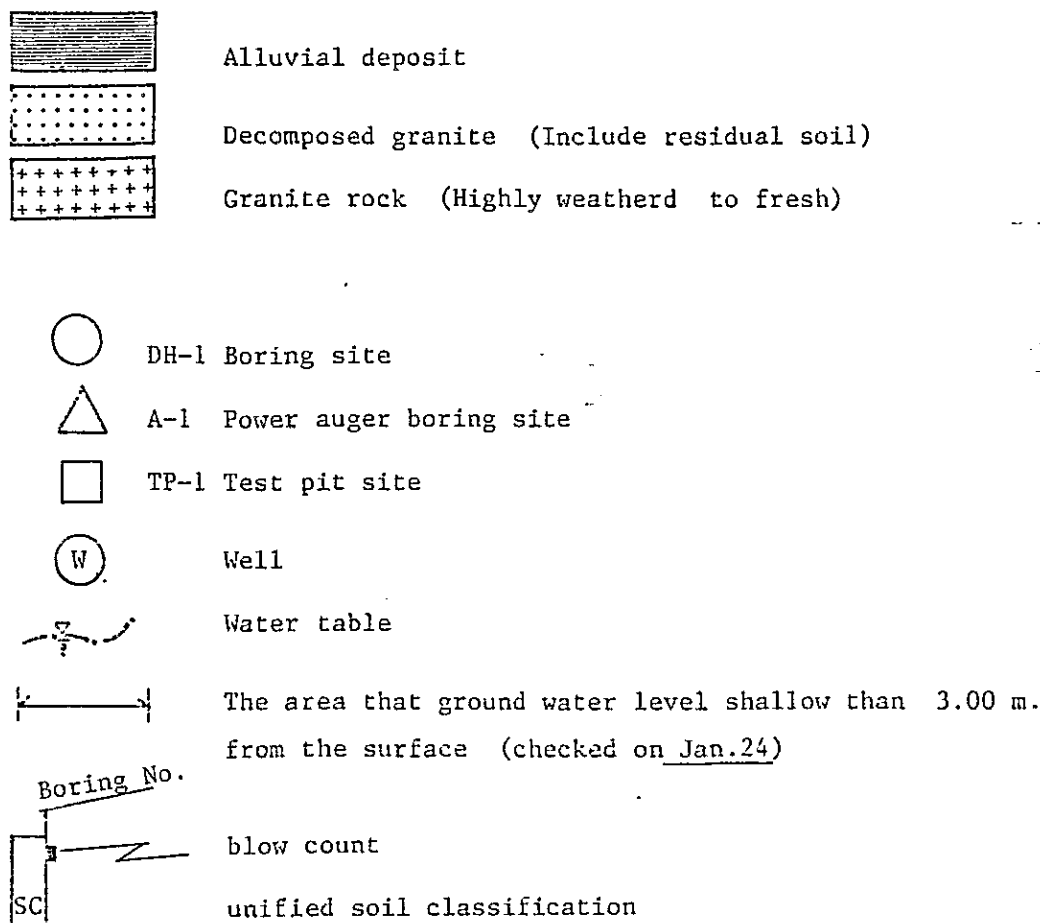 Alluvial deposit
Decomposed granite (Include residual soil)
Granite rock (Highly weatherd to fresh)
DH-1 Boring site
A-1 Power auger boring site
TP-1 Test pit site
W Well
Water table
The area that ground water level shallow than 3.00 m.
from the surface (checked on Jan.24)
Boring No.
blow count
SC unified soil classification